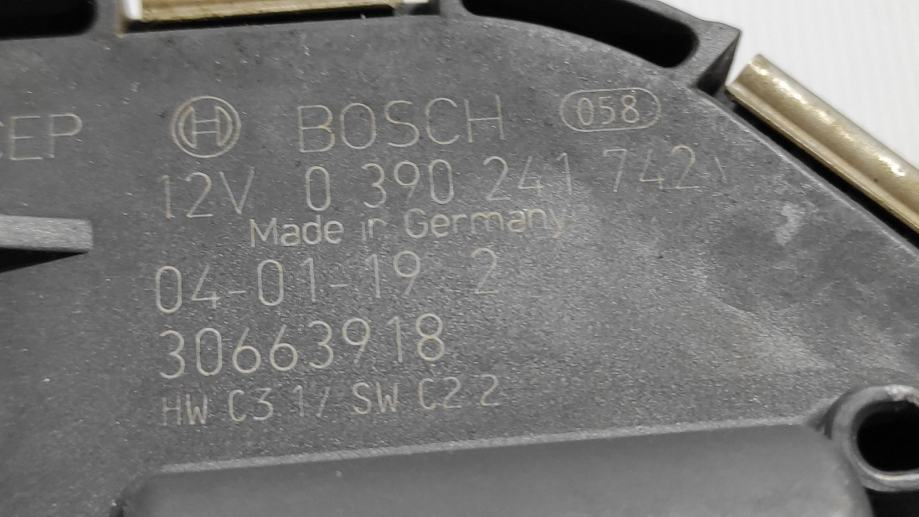 CEP
BOSCH 058
12V 0 390 241 742
Made in Germany
04-01-19 2
30663918
HW C3 1/ SW C2 2